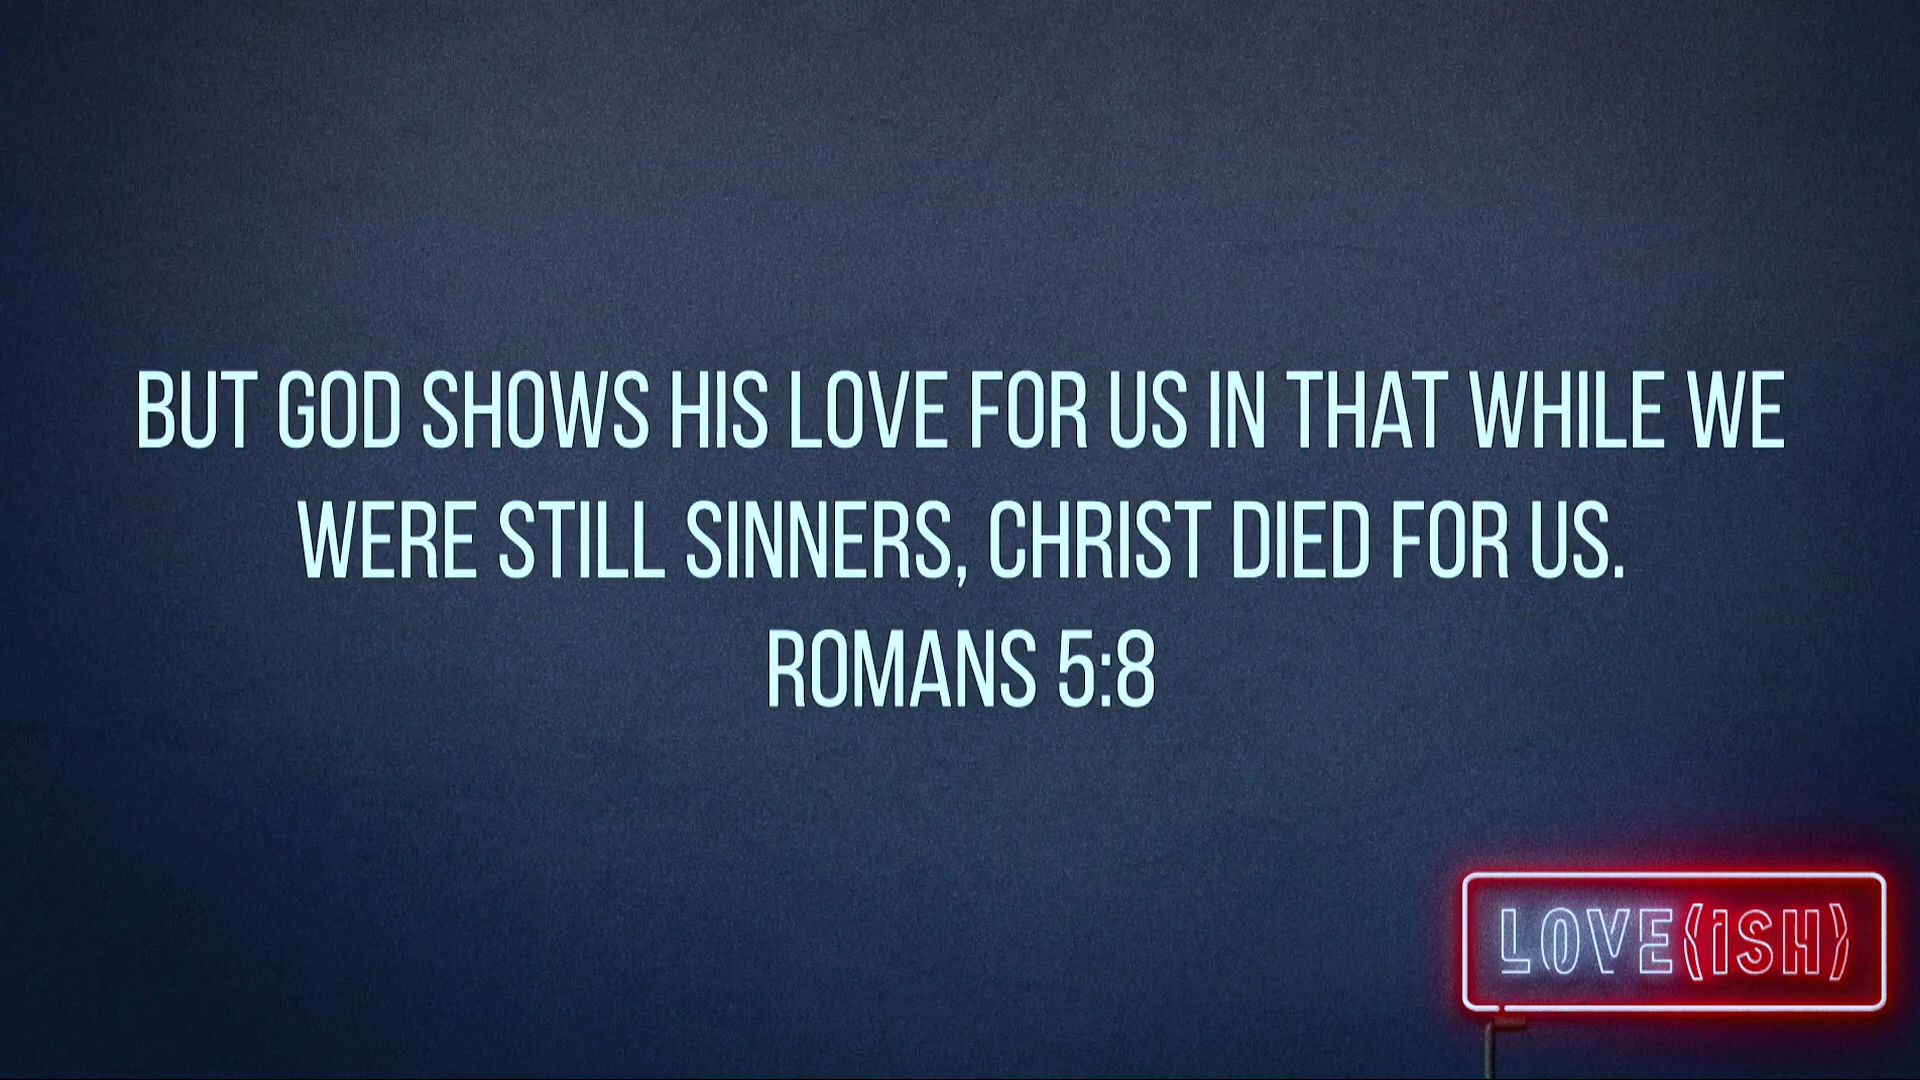 BUT GOD SHOWS HIS LOVE FOR US IN THAT WHILE WE
WERE STILL SINNERS, CHRIST DIED FOR US.
ROMANS 5:8
LOVE(ISH)